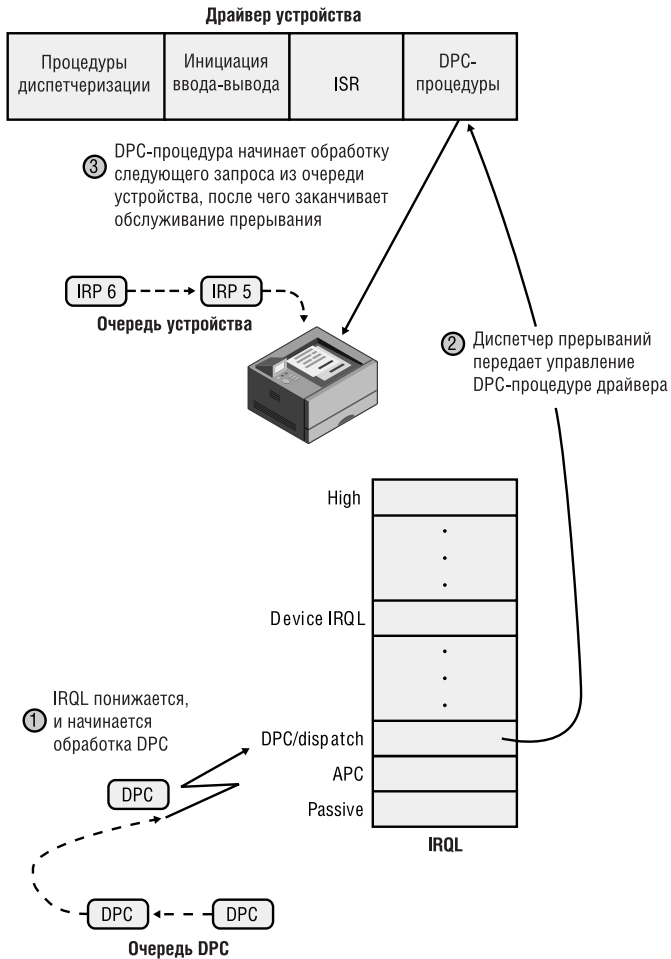 Драйвер устройства
Процедуры
диспетчеризации
Инициация
ввода-вывода
ISR
DPC-
процедуры
3
DPC-процедура начинает обработку
следующего запроса из очереди
устройства, после чего заканчивает
обслуживание прерывания
IRP 6
IRP 5
Очередь устройства
2
Диспетчер прерываний
передает управление
DPC-процедуре драйвера
High
Device IRQL
1
IRQL понижается,
и начинается
обработка DPC
DPC/dispatch
APC
Passive
IRQL
DPC
DPC
DPC
Очередь DPC